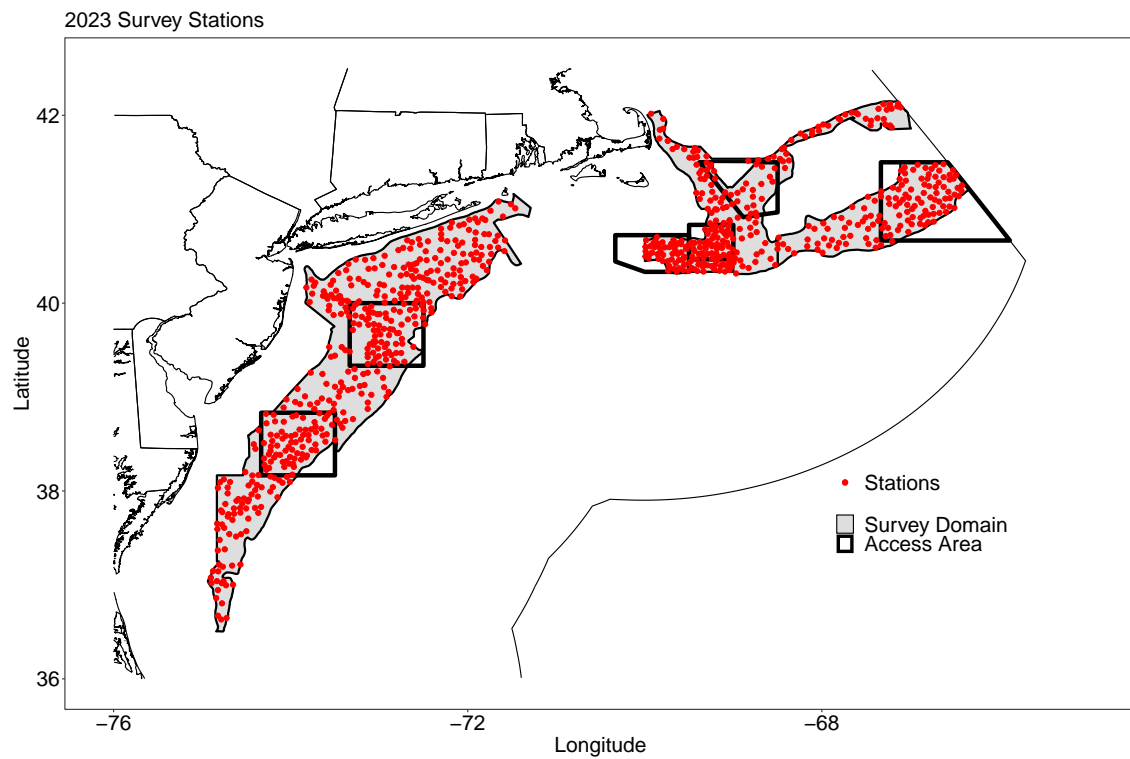 2023 Survey Stations
42
40
38
36
Latitude
−76
−72
−68
Longitude
Stations
Survey Domain
Access Area